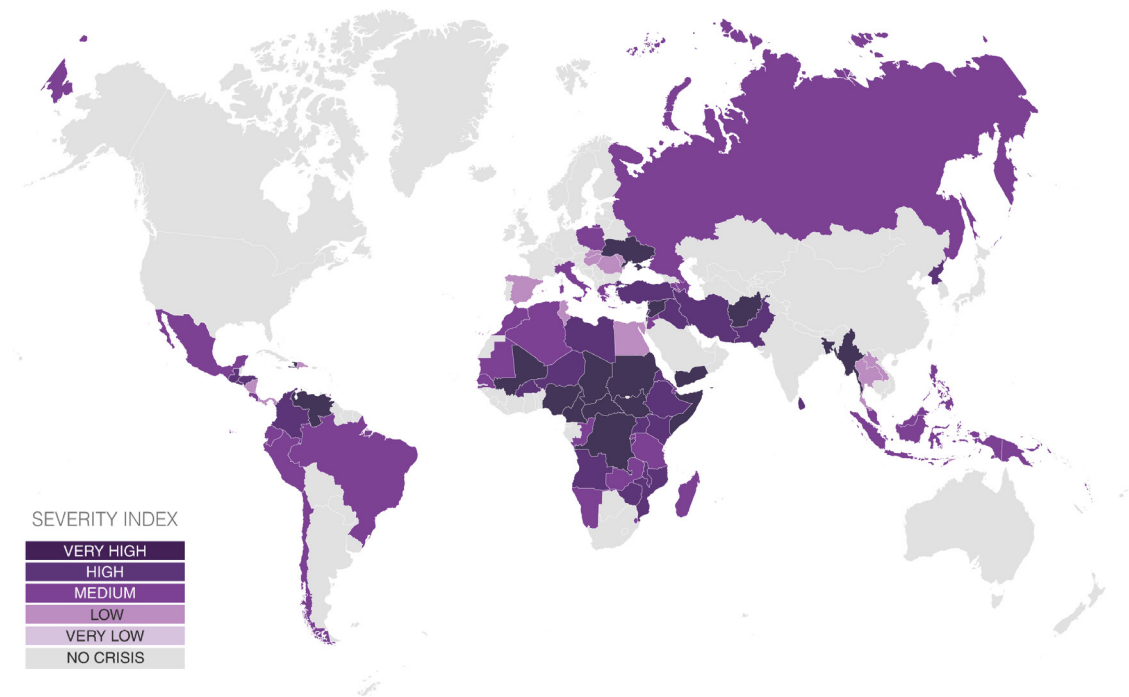 SEVERITY INDEX
VERY HIGH
HIGH
MEDIUM
LOW
VERY LOW
NO CRISIS